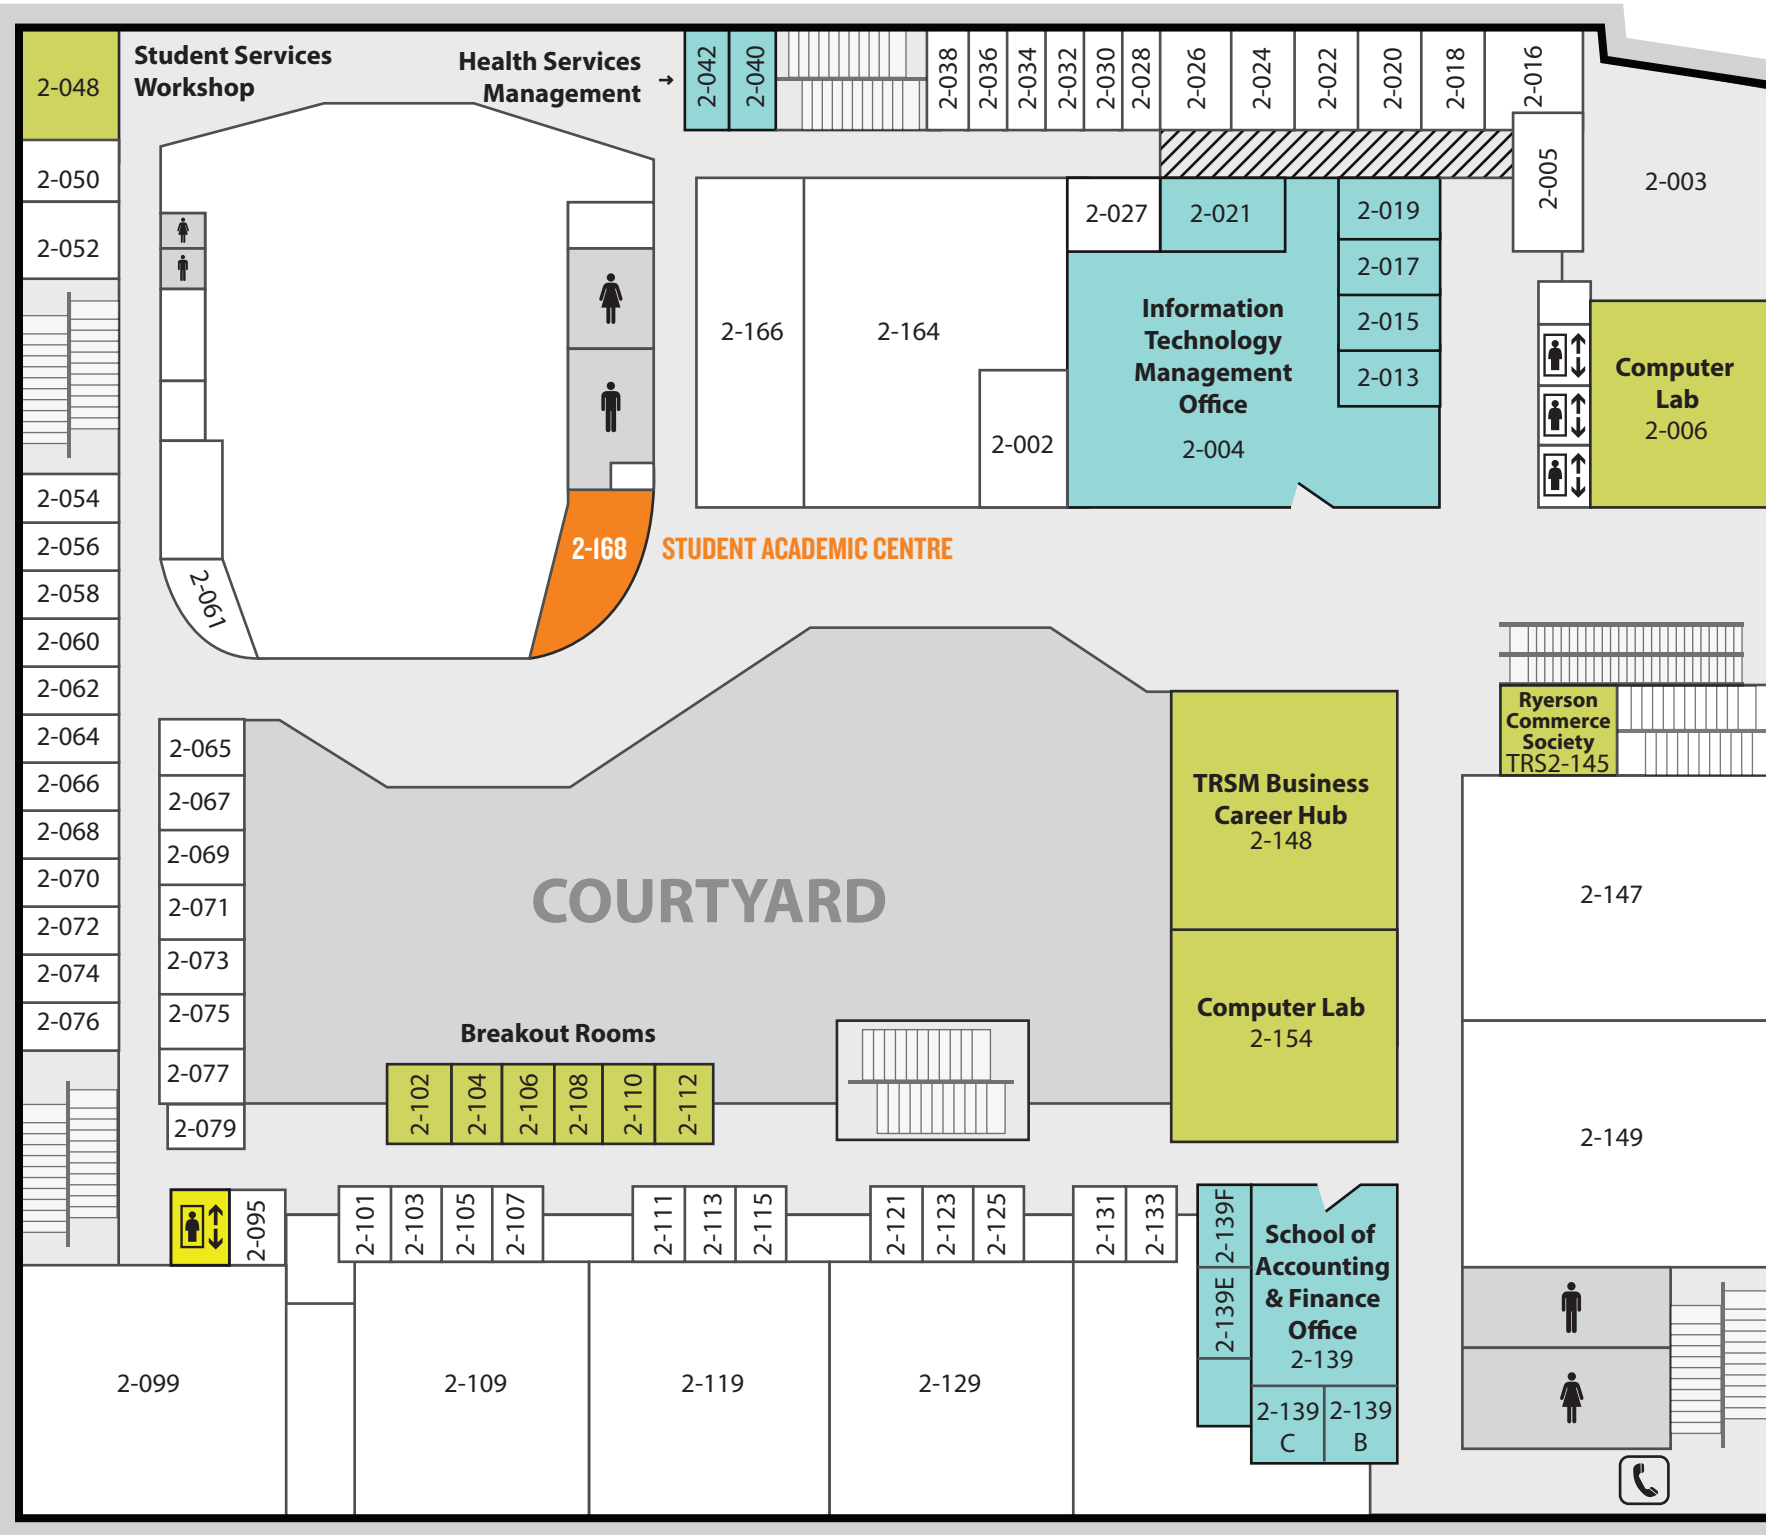 2-048
Student Services
Workshop
Health Services
Management
2-042
2-040
2-038
2-036
2-034
2-032
2-030
2-028
2-026
2-024
2-022
2-020
2-018
2-016
2-005
2-003
2-050
2-052
2-166
2-164
2-027
2-021
2-019
2-017
2-015
2-013
Information
Technology
Management
Office
2-004
2-002
Computer
Lab
2-006
2-054
2-056
2-058
2-060
2-062
2-064
2-066
2-068
2-070
2-072
2-074
2-076
2-061
2-168
STUDENT ACADEMIC CENTRE
2-065
2-067
2-069
2-071
2-073
2-075
2-077
2-079
COURTYARD
TRSM Business
Career Hub
2-148
Computer Lab
2-154
Ryerson
Commerce
Society
TRS2-145
2-147
2-149
Breakout Rooms
2-102
2-104
2-106
2-108
2-110
2-112
2-095
2-101
2-103
2-105
2-107
2-111
2-113
2-115
2-121
2-123
2-125
2-131
2-133
2-139F
2-139E
School of
Accounting
& Finance
Office
2-139
2-139
C
2-139
B
2-099
2-109
2-119
2-129